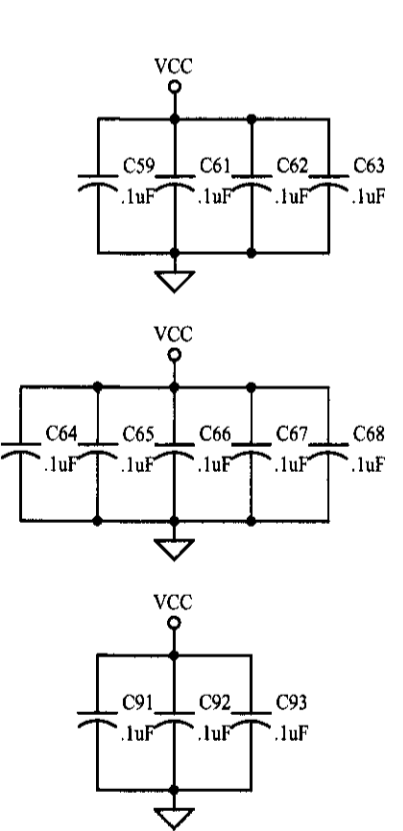 VCC
C59 C61 C62 C63
.1uF .1uF .1uF .1uF
VCC
C64 C65 C66 C67 C68
.1uF .1uF .1uF .1uF .1uF
VCC
C91 C92 C93
.1uF .1uF .1uF